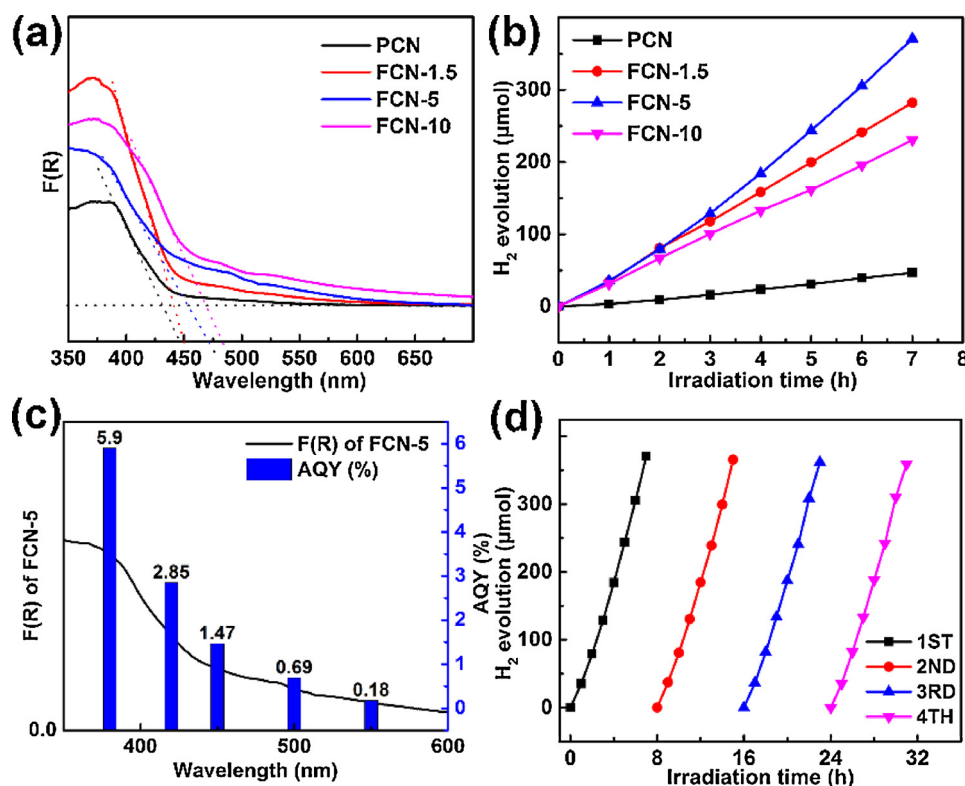 (a)
PCN
FCN-1.5
FCN-5
FCN-10
F(R)
350 400 450 500 550 600 650
Wavelength (nm)
(b)
PCN
FCN-1.5
FCN-5
FCN-10
H₂ evolution (μmol)
300
200
100
0
0 1 2 3 4 5 6 7 8
Irradiation time (h)
(c)
F(R) of FCN-5
AQY (%)
5.9
2.85
1.47
0.69
0.18
F(R) of FCN-5
0.0
400 500 600
Wavelength (nm)
6
5
4
3
2
1
0
AQY (%)
(d)
H₂ evolution (μmol)
300
200
100
0
1ST
2ND
3RD
4TH
0 8 16 24 32
Irradiation time (h)